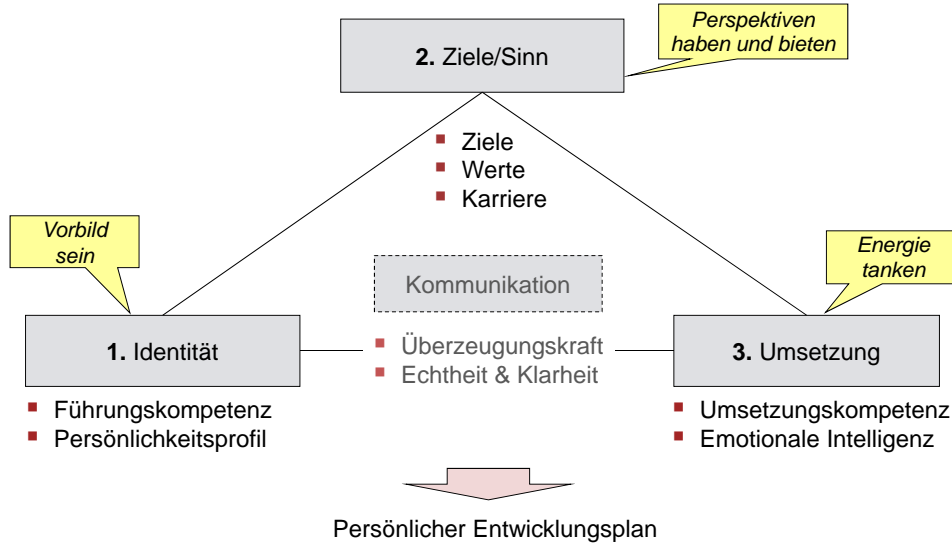 Perspektiven
haben und bieten
2. Ziele/Sinn
Ziele
Werte
Karriere
Vorbild
sein
Energie
tanken
Kommunikation
1. Identität
Überzeugungskraft
Echtheit & Klarheit
3. Umsetzung
Führungskompetenz
Persönlichkeitsprofil
Umsetzungskompetenz
Emotionale Intelligenz
Persönlicher Entwicklungsplan